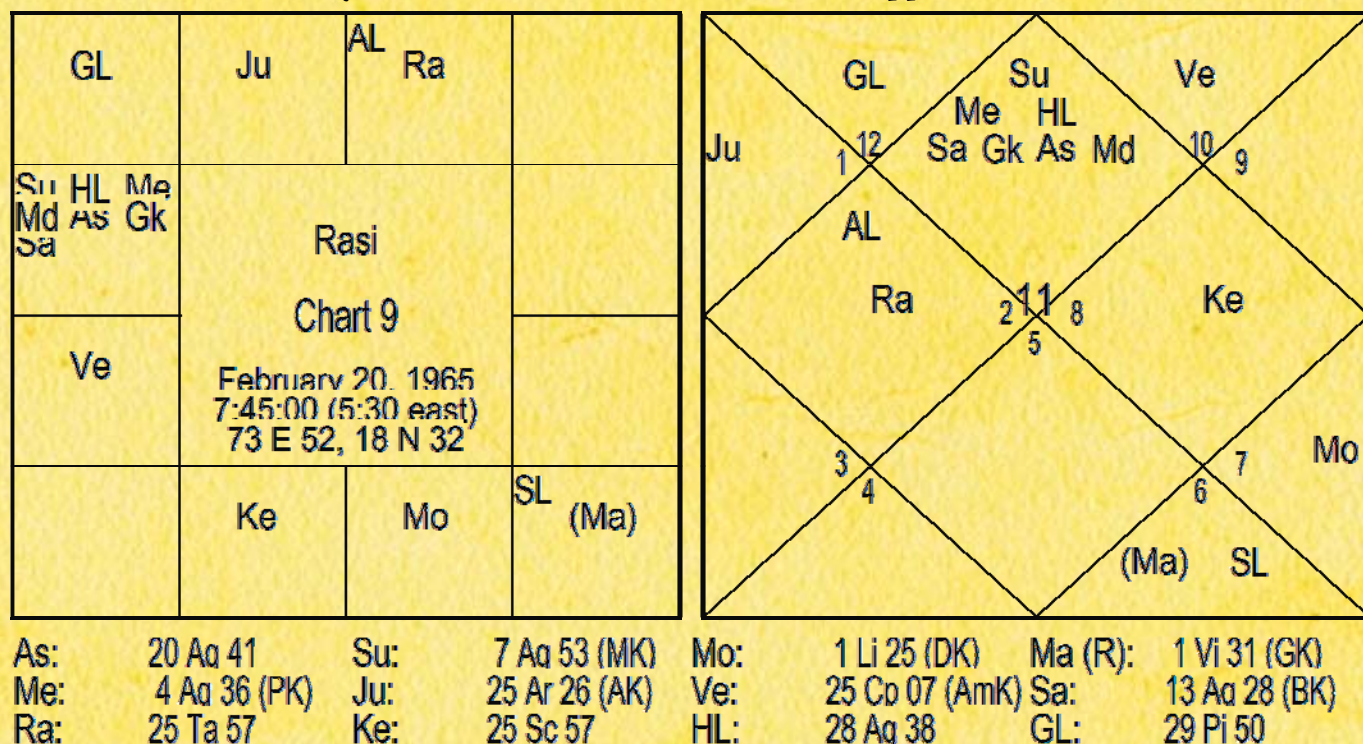 GL Ju AL Ra
Su HL Me
Md As Gk
Sa
Rasi
Chart 9
Ve
February 20, 1965
7:45:00 (5:30 east)
73 E 52, 18 N 32
Ke Mo SL (Ma)
GL Su Ve
Me HL
Ju 1 12 Sa Gk As Md 10 9
AL
Ra 2 11 8 Ke
5
3 4 6 7 Mo
(Ma) SL
As: 20 Aq 41 Su: 7 Aq 53 (MK) Mo: 1 Li 25 (DK) Ma (R): 1 Vi 31 (GK)
Me: 4 Aq 36 (PK) Ju: 25 Ar 26 (AK) Ve: 25 Cp 07 (AmK) Sa: 13 Aq 28 (BK)
Ra: 25 Ta 57 Ke: 25 Sc 57 HL: 28 Aq 38 GL: 29 Pi 50